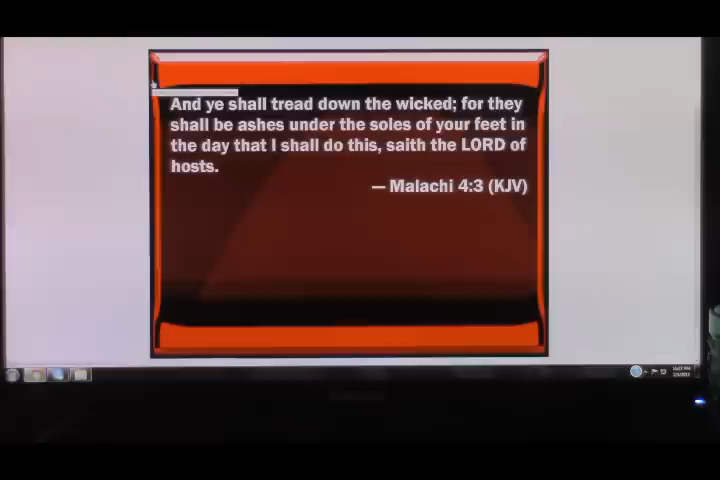 And ye shall tread down the wicked; for they
shall be ashes under the soles of your feet in
the day that I shall do this, saith the LORD of
hosts.
— Malachi 4:3 (KJV)